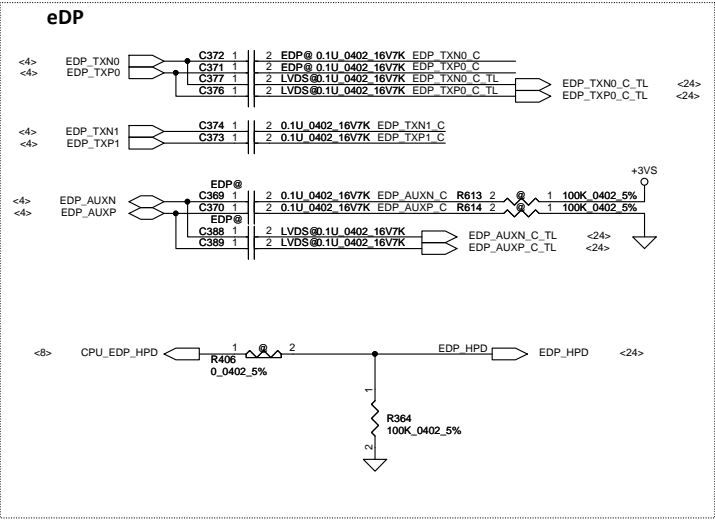 eDP
<4> EDP_TXN0 C372 1 2 EDP@ 0.1U_0402_16V7K EDP_TXN0_C
<4> EDP_TXP0 C371 1 2 EDP@ 0.1U_0402_16V7K EDP_TXP0_C
C377 1 2 LVDS@0.1U_0402_16V7K EDP_TXN0_C_TL EDP_TXN0_C_TL <24>
C376 1 2 LVDS@0.1U_0402_16V7K EDP_TXP0_C_TL EDP_TXP0_C_TL <24>
<4> EDP_TXN1 C374 1 2 0.1U_0402_16V7K EDP_TXN1_C
<4> EDP_TXP1 C373 1 2 0.1U_0402_16V7K EDP_TXP1_C
+3VS
EDP@
<4> EDP_AUXN C369 1 2 0.1U_0402_16V7K EDP_AUXN_C R613 2 @ 1 100K_0402_5%
<4> EDP_AUXP C370 1 2 0.1U_0402_16V7K EDP_AUXP_C R614 2 @ 1 100K_0402_5%
EDP@
C388 1 2 LVDS@0.1U_0402_16V7K EDP_AUXN_C_TL <24>
C389 1 2 LVDS@0.1U_0402_16V7K EDP_AUXP_C_TL <24>
<8> CPU_EDP_HPD 1 @ 2 EDP_HPD EDP_HPD <24>
R406
0_0402_5%
1
R364
100K_0402_5%
2